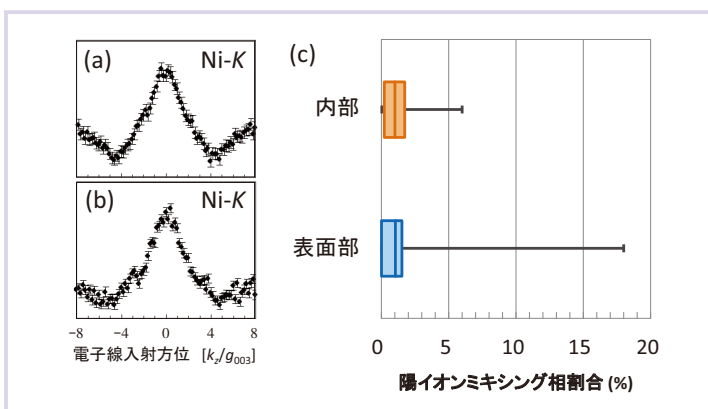 (a) Ni-K
(b) Ni-K
−8 −4 0 4 8
電子線入射方位 [kz/g003]
(c)
内部
表面部
0 5 10 15 20
陽イオンミキシング相割合 (%)